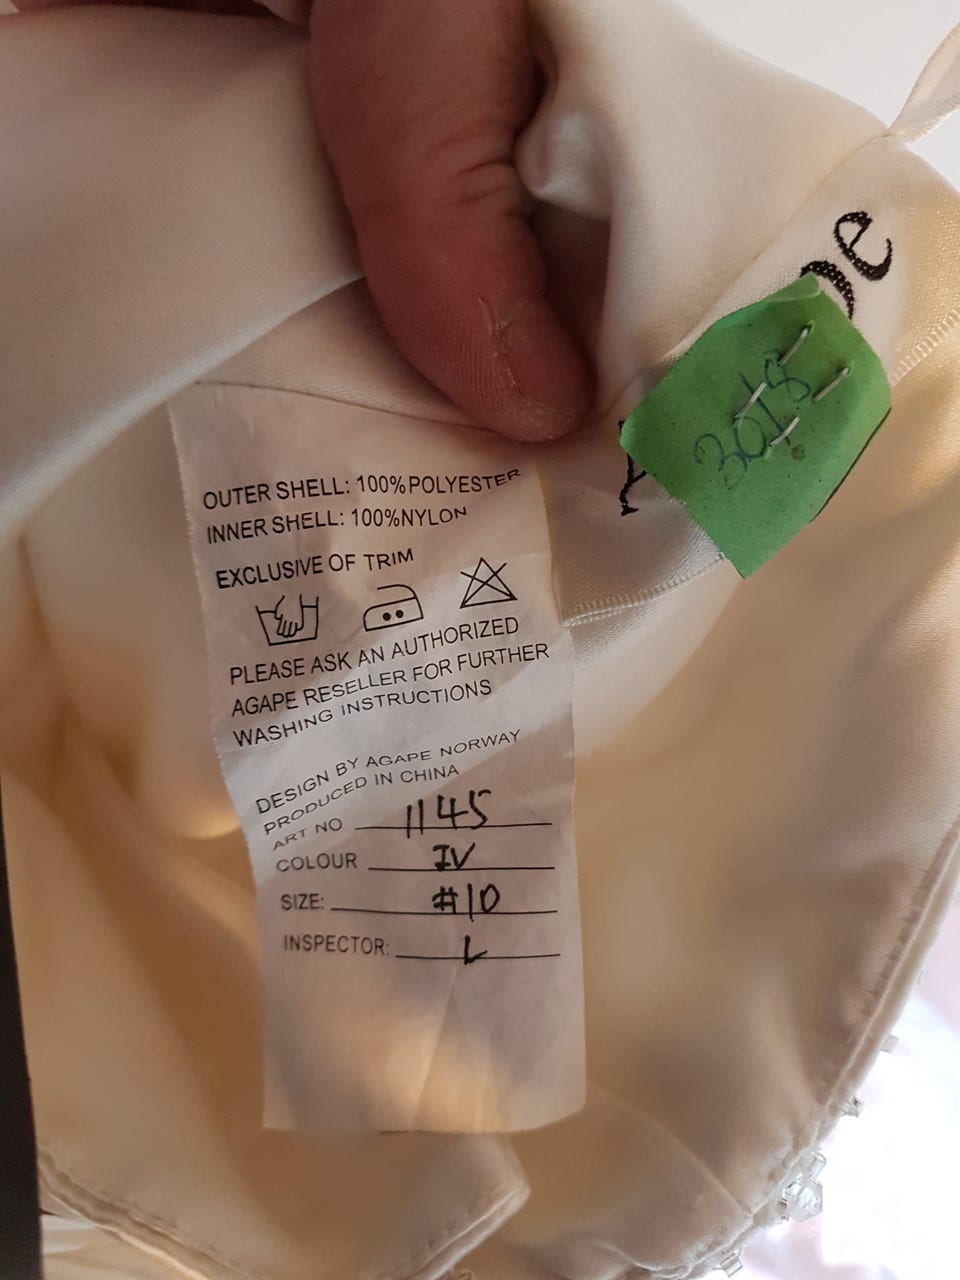 OUTER SHELL: 100%POLYESTER
INNER SHELL: 100%NYLON
EXCLUSIVE OF TRIM
PLEASE ASK AN AUTHORIZED
AGAPE RESELLER FOR FURTHER
WASHING INSTRUCTIONS
DESIGN BY AGAPE NORWAY
PRODUCED IN CHINA
ART NO 1145
COLOUR IV
SIZE: #10
INSPECTOR: L